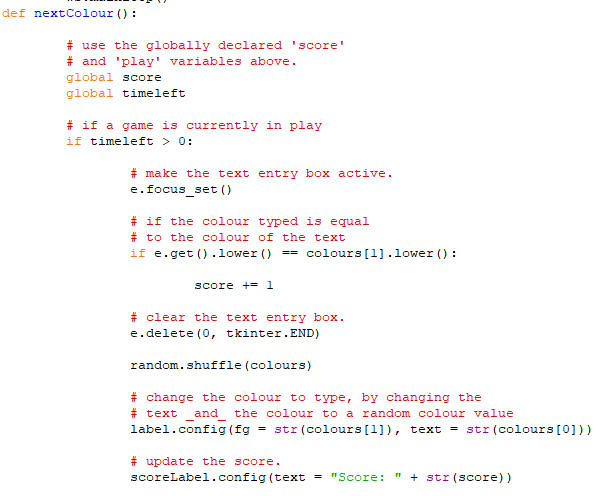 def nextColour():
# use the globally declared 'score'
# and 'play' variables above.
global score
global timeleft
# if a game is currently in play
if timeleft > 0:
# make the text entry box active.
e.focus_set()
# if the colour typed is equal
# to the colour of the text
if e.get().lower() == colours[1].lower():
score += 1
# clear the text entry box.
e.delete(0, tkinter.END)
random.shuffle(colours)
# change the colour to type, by changing the
# text _and_ the colour to a random colour value
label.config(fg = str(colours[1]), text = str(colours[0]))
# update the score.
scoreLabel.config(text = "Score: " + str(score))